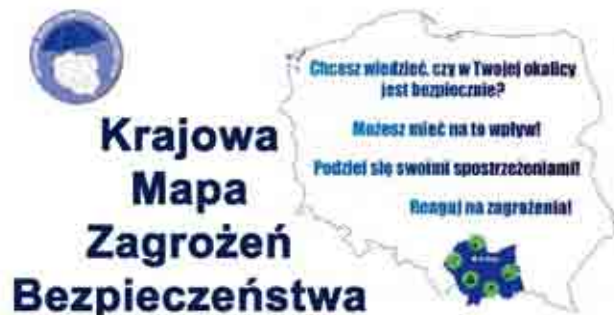 Krajowa
Mapa
Zagrożeń
Bezpieczeństwa
Chcesz wiedzieć, czy w Twojej okolicy
jest bezpiecznie?
Możesz mieć na to wpływ!
Podziel się swoimi spostrzeżeniami!
Reaguj na zagrożenia!